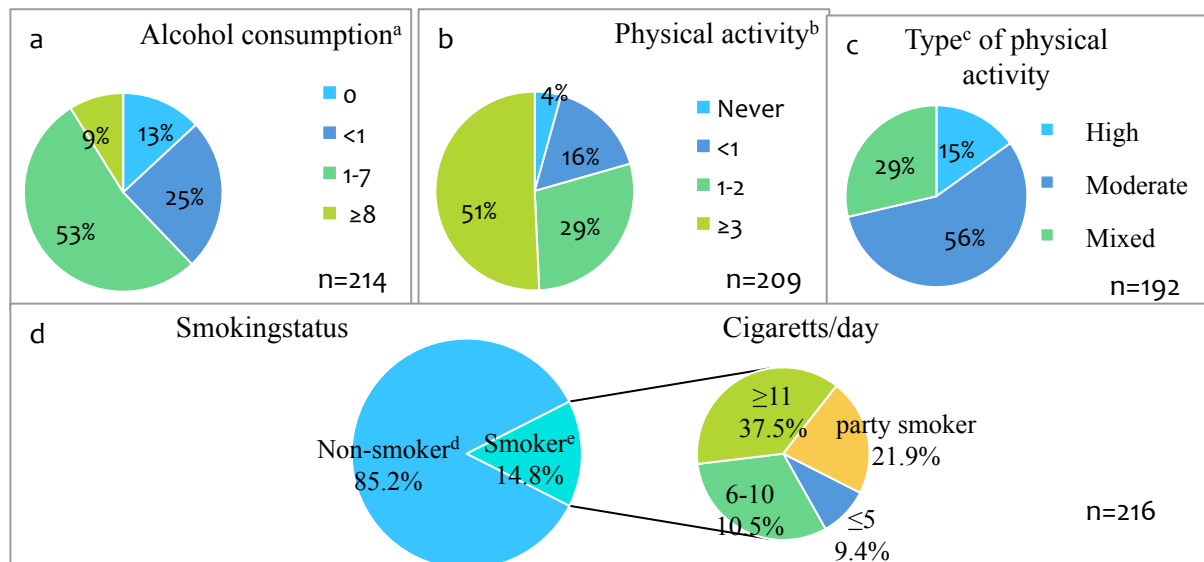 a
Alcohol consumptionᵃ
9%
13%
25%
53%
0
<1
1-7
≥8
n=214
b
Physical activityᵇ
4%
16%
29%
51%
Never
<1
1-2
≥3
n=209
c
Typeᶜ of physical
activity
15%
29%
56%
High
Moderate
Mixed
n=192
d
Smokingstatus
Non-smokerᵈ
85.2%
Smokerᵉ
14.8%
Cigaretts/day
≥11
37.5%
party smoker
21.9%
6-10
10.5%
≤5
9.4%
n=216